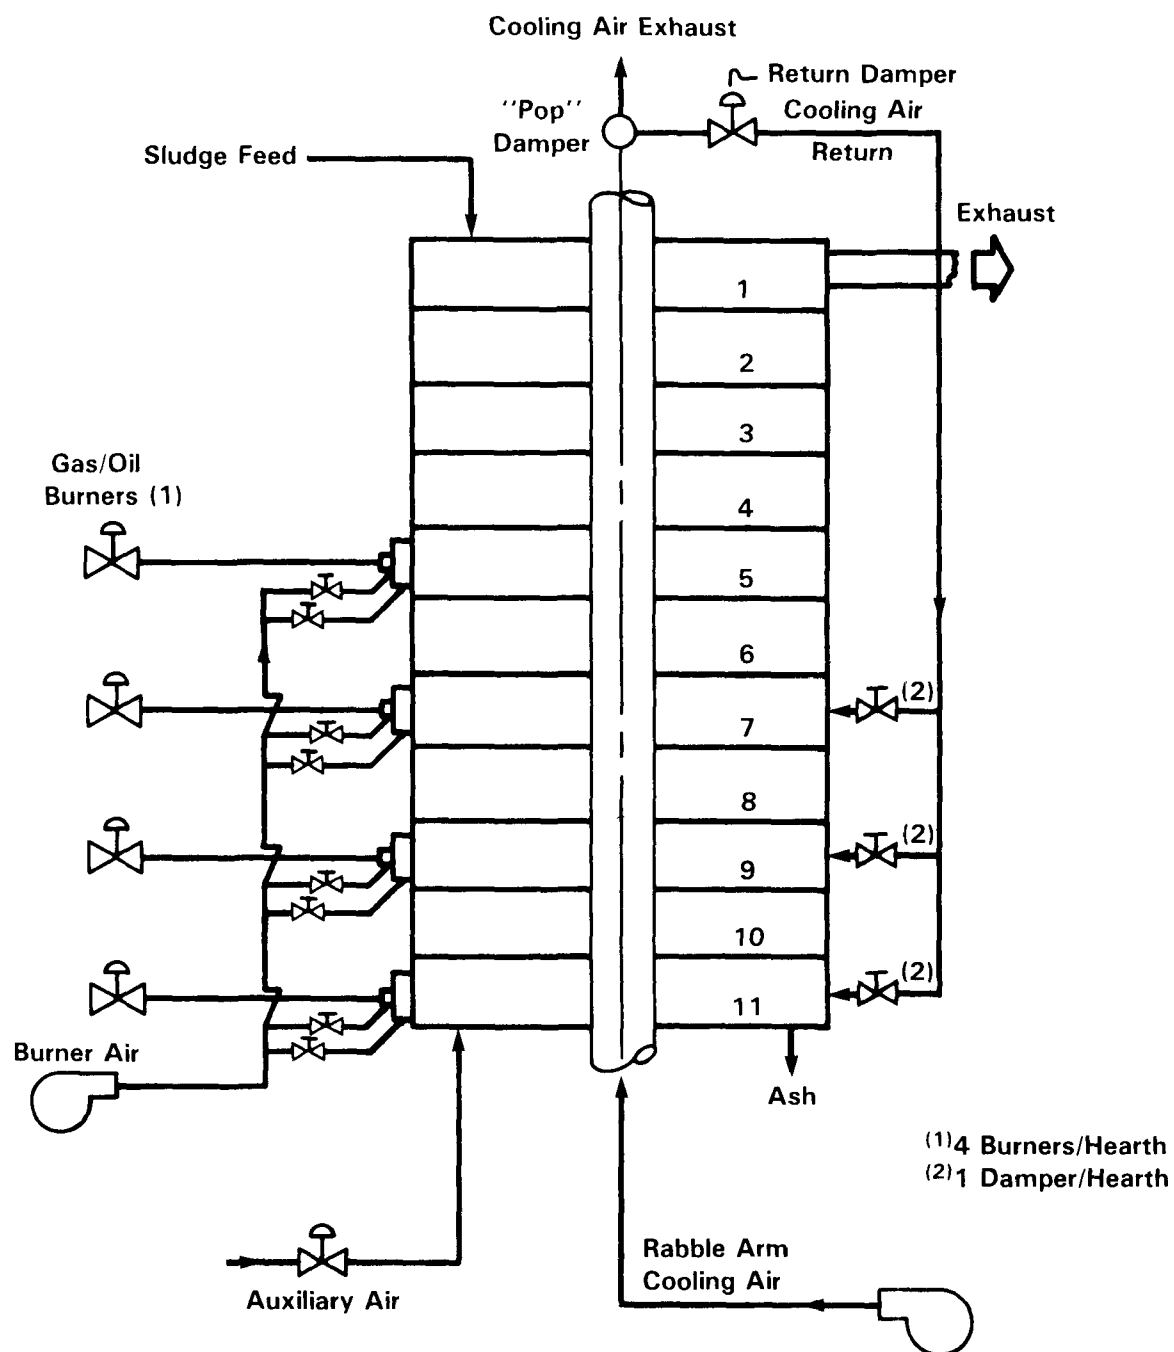 Cooling Air Exhaust
"Pop"
Damper
Return Damper
Cooling Air
Return
Sludge Feed
Exhaust
1
2
3
4
Gas/Oil
Burners (1)
5
6
(2)
7
8
(2)
9
10
(2)
11
Burner Air
Ash
(1)4 Burners/Hearth
(2)1 Damper/Hearth
Rabble Arm
Cooling Air
Auxiliary Air